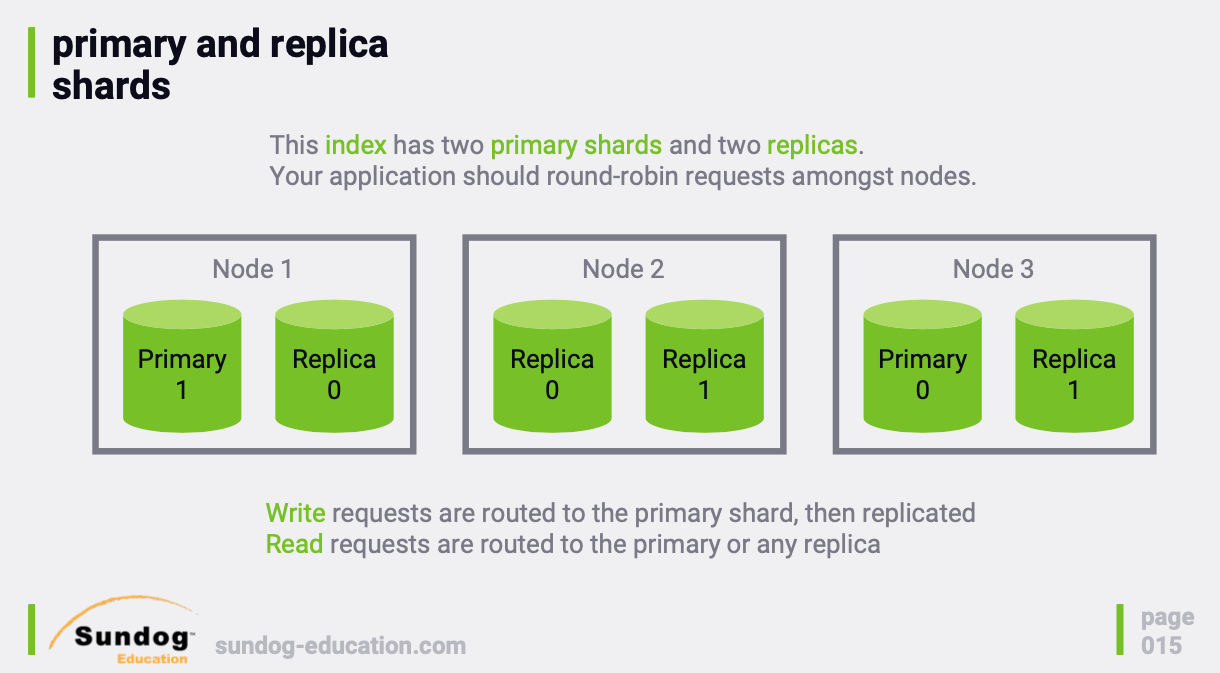 primary and replica
shards
This index has two primary shards and two replicas.
Your application should round-robin requests amongst nodes.
Node 1
Primary
1
Replica
0
Node 2
Replica
0
Replica
1
Node 3
Primary
0
Replica
1
Write requests are routed to the primary shard, then replicated
Read requests are routed to the primary or any replica
Sundog™
Education
sundog-education.com
page
015